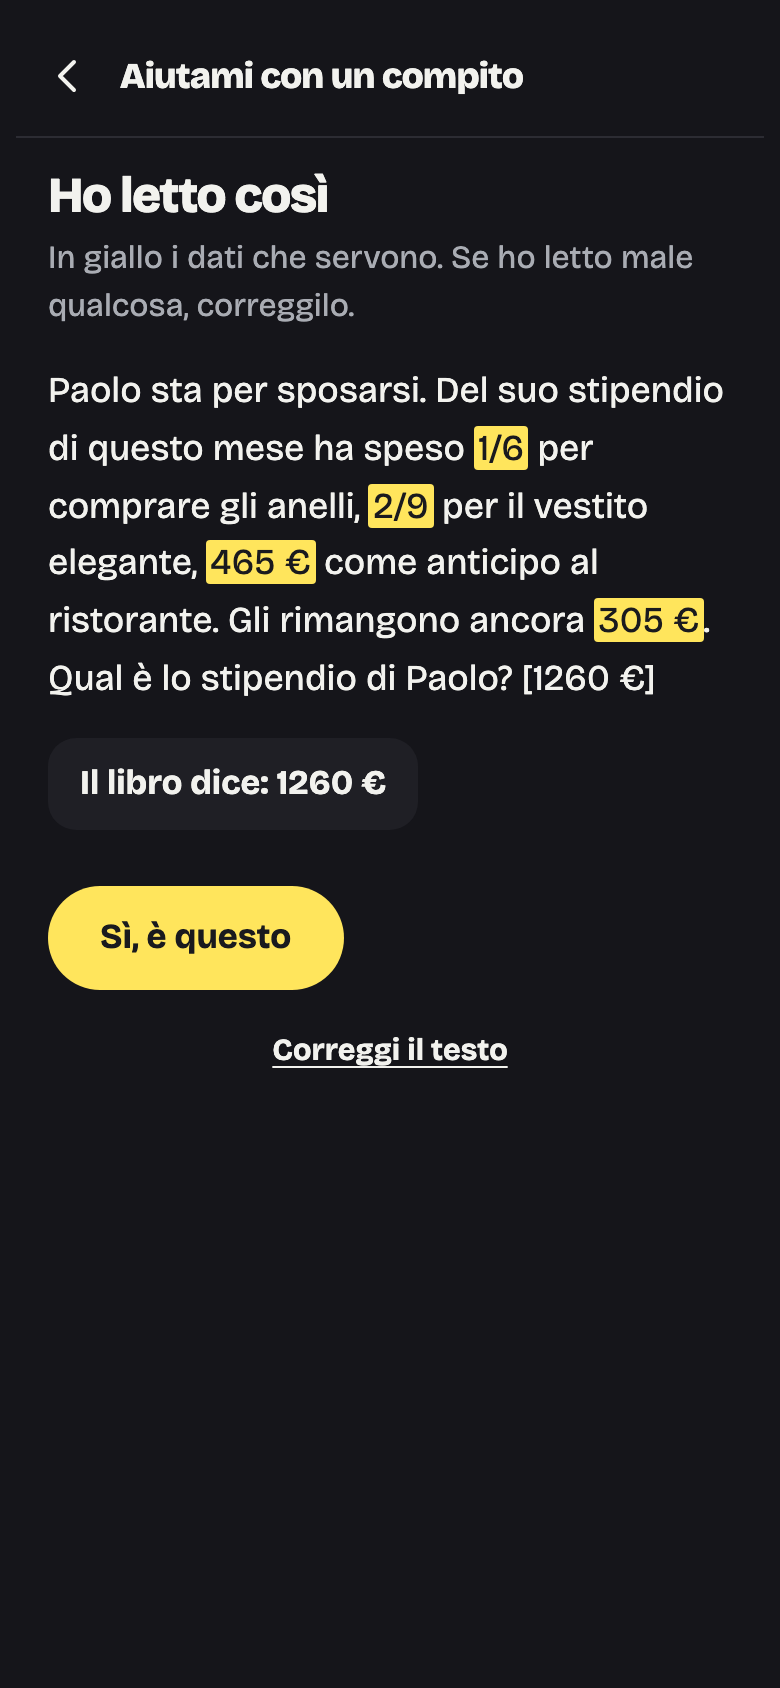 Aiutami con un compito
Ho letto così
In giallo i dati che servono. Se ho letto male
qualcosa, correggilo.
Paolo sta per sposarsi. Del suo stipendio
di questo mese ha speso 1/6 per
comprare gli anelli, 2/9 per il vestito
elegante, 465 € come anticipo al
ristorante. Gli rimangono ancora 305 €.
Qual è lo stipendio di Paolo? [1260 €]
Il libro dice: 1260 €
Sì, è questo
Correggi il testo